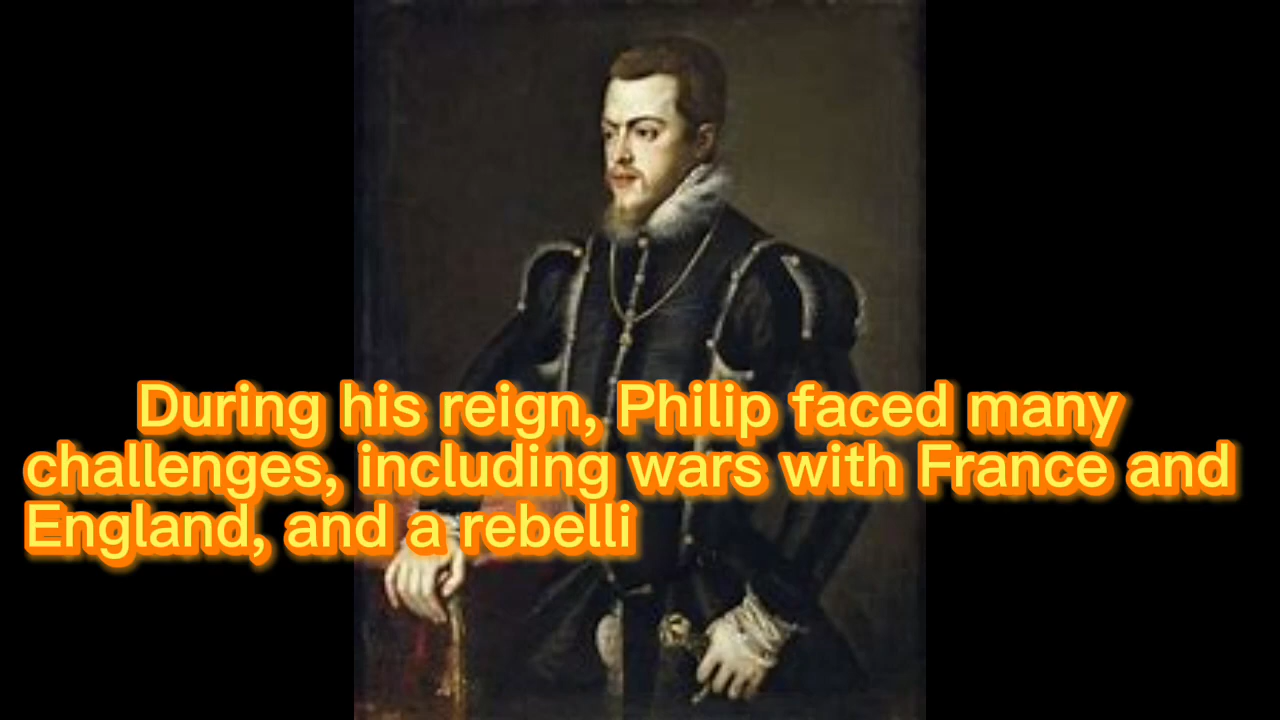 During his reign, Philip faced many
challenges, including wars with France and
England, and a rebelli